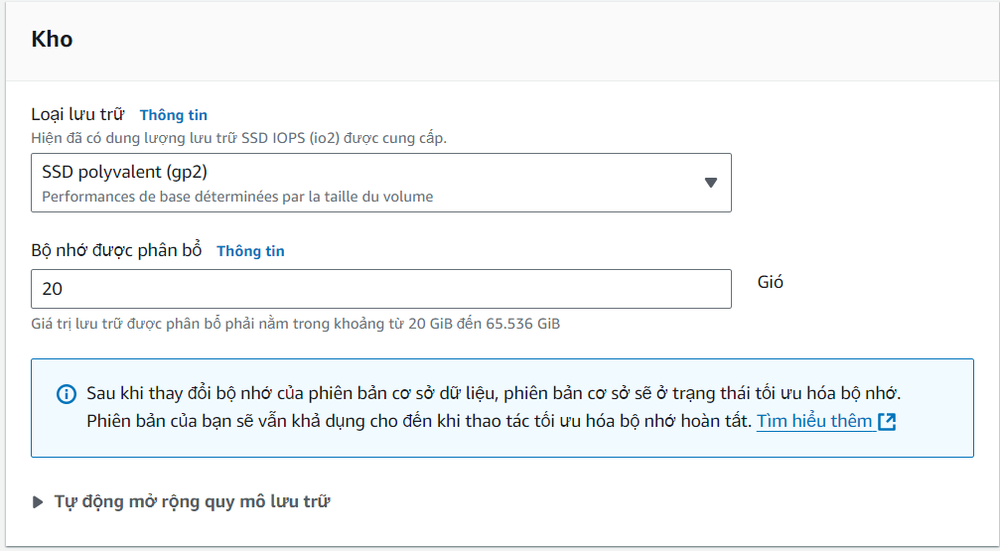 Kho
Loại lưu trữ Thông tin
Hiện đã có dung lượng lưu trữ SSD IOPS (io2) được cung cấp.
SSD polyvalent (gp2)
Performances de base déterminées par la taille du volume
Bộ nhớ được phân bổ Thông tin
20
Gió
Giá trị lưu trữ được phân bổ phải nằm trong khoảng từ 20 GiB đến 65.536 GiB
Sau khi thay đổi bộ nhớ của phiên bản cơ sở dữ liệu, phiên bản cơ sở sẽ ở trạng thái tối ưu hóa bộ nhớ.
Phiên bản của bạn sẽ vẫn khả dụng cho đến khi thao tác tối ưu hóa bộ nhớ hoàn tất. Tìm hiểu thêm
Tự động mở rộng quy mô lưu trữ